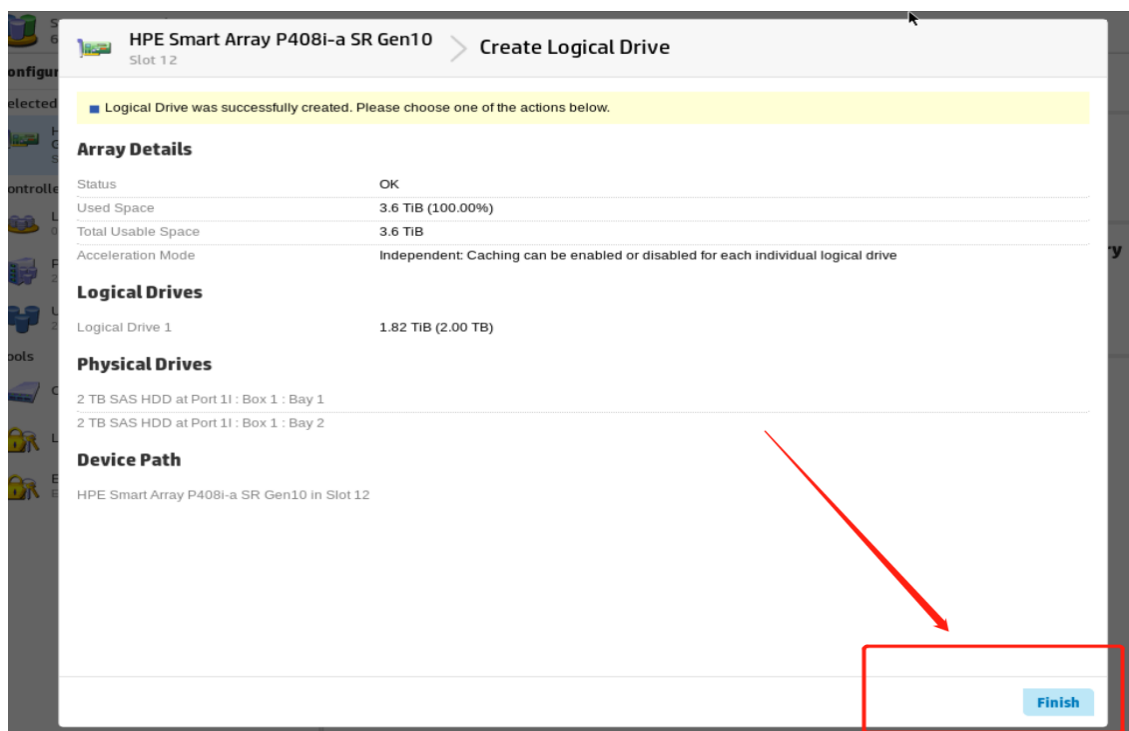 HPE Smart Array P408i-a SR Gen10
Slot 12
Create Logical Drive
Logical Drive was successfully created. Please choose one of the actions below.
Array Details
Status OK
Used Space 3.6 TiB (100.00%)
Total Usable Space 3.6 TiB
Acceleration Mode Independent: Caching can be enabled or disabled for each individual logical drive
Logical Drives
Logical Drive 1 1.82 TiB (2.00 TB)
Physical Drives
2 TB SAS HDD at Port 1I : Box 1 : Bay 1
2 TB SAS HDD at Port 1I : Box 1 : Bay 2
Device Path
HPE Smart Array P408i-a SR Gen10 in Slot 12
Finish